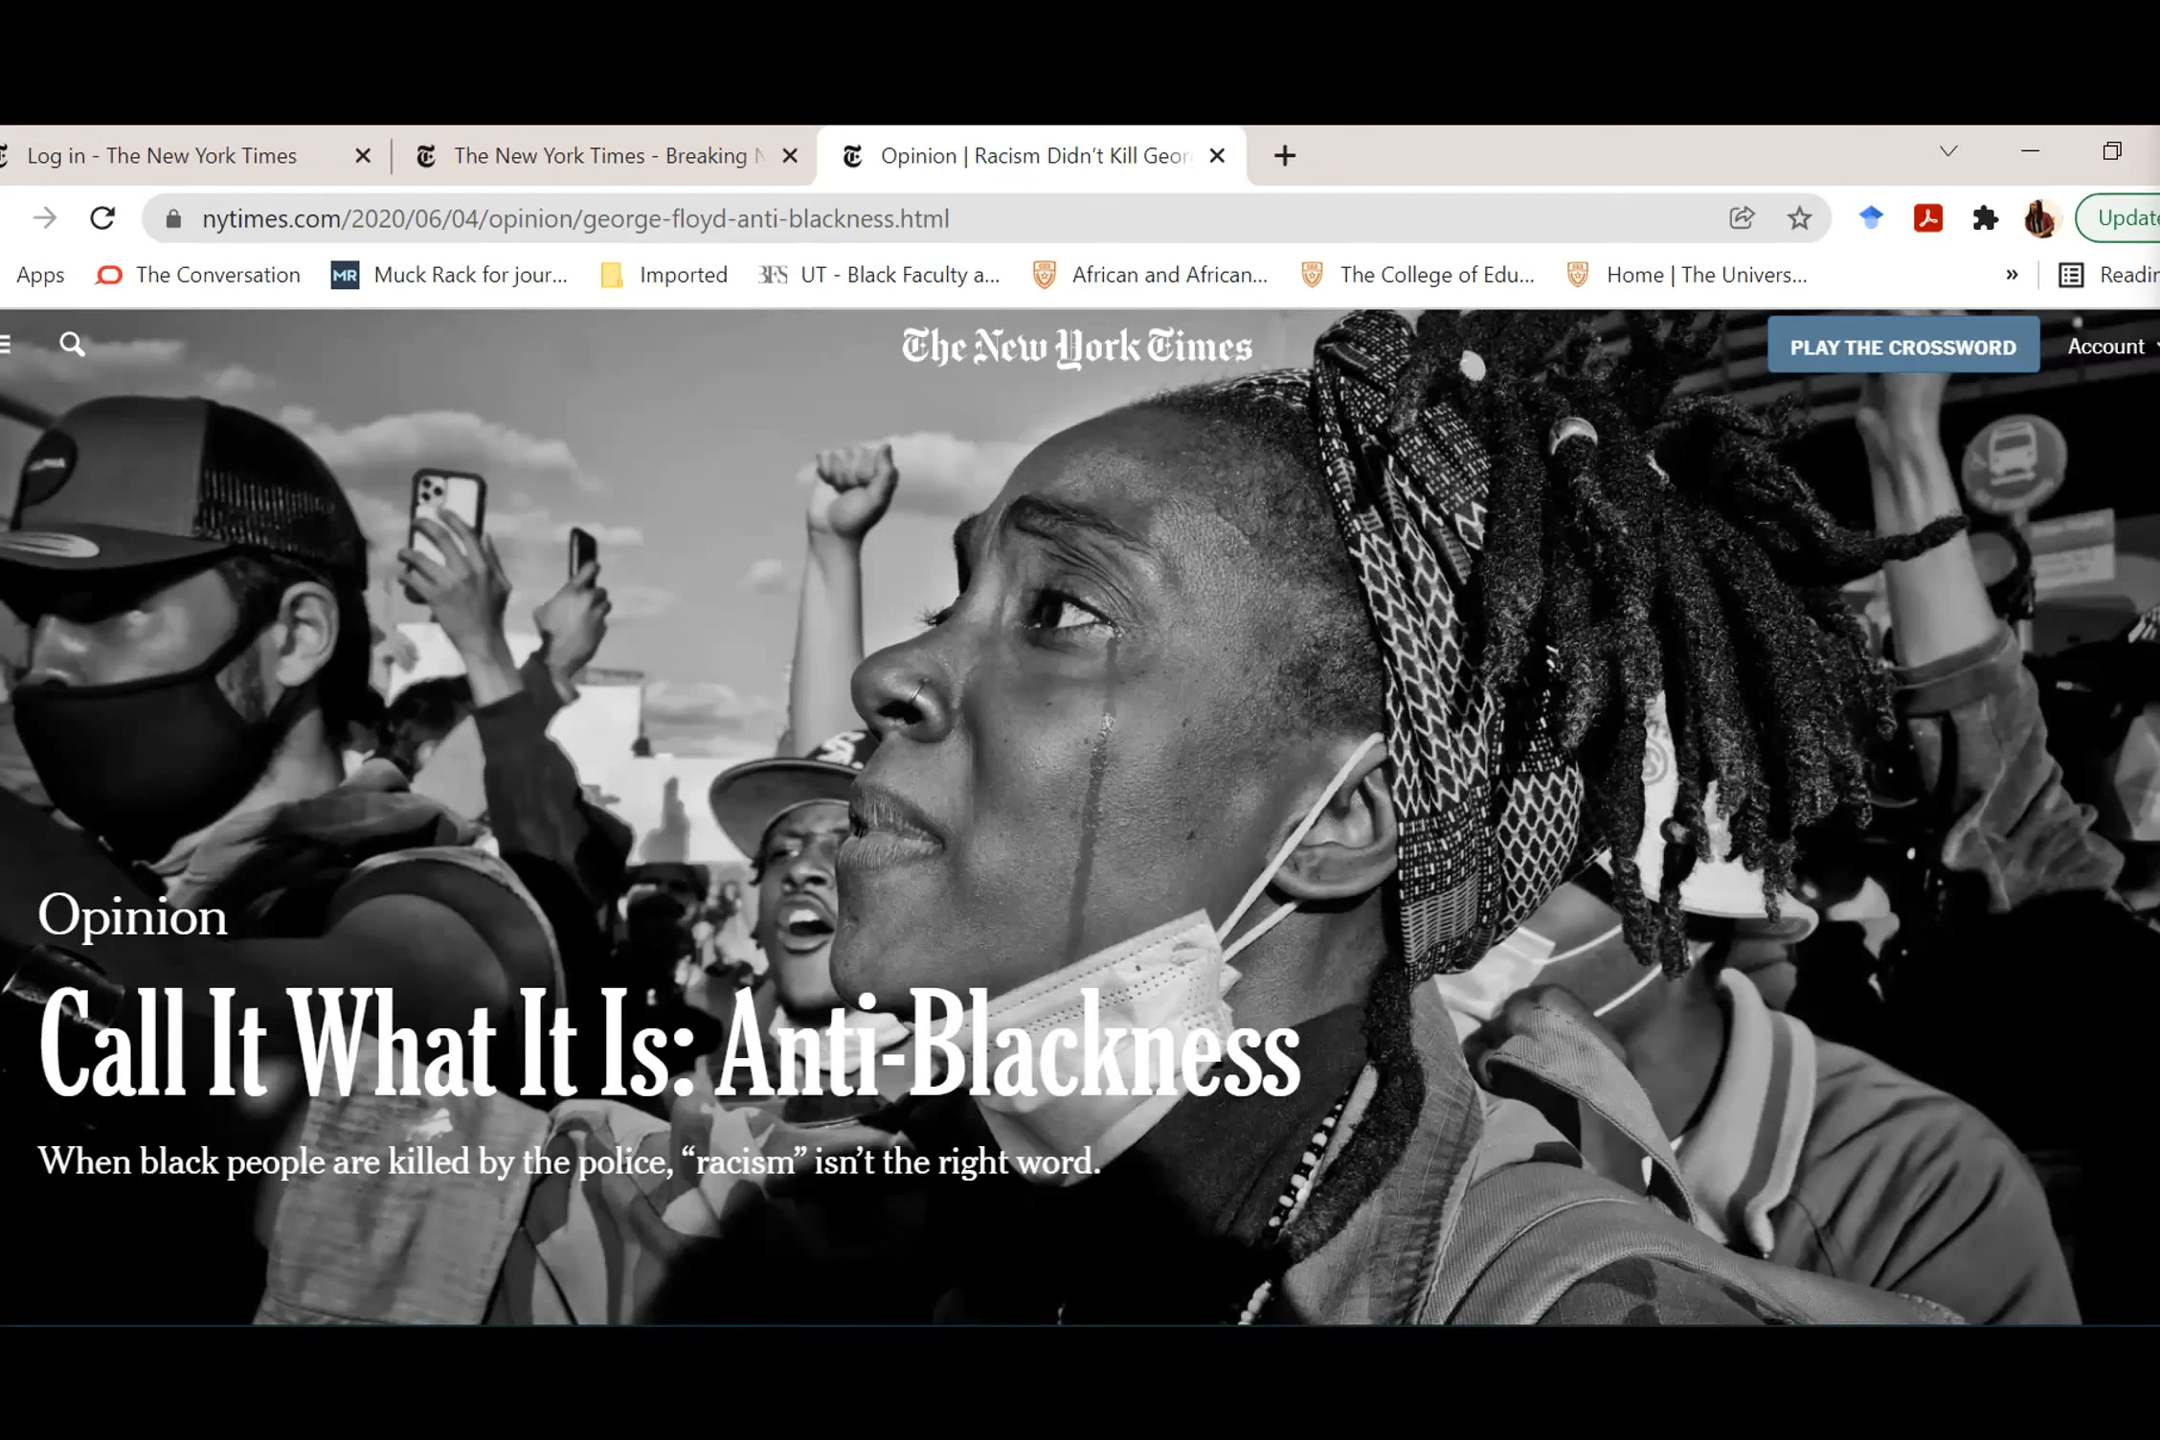 Log in - The New York Times
The New York Times - Breaking N
Opinion | Racism Didn't Kill Geor
nytimes.com/2020/06/04/opinion/george-floyd-anti-blackness.html
Update
Apps
The Conversation
MR
Muck Rack for jour...
Imported
BFS
UT - Black Faculty a...
African and African...
The College of Edu...
Home | The Univers...
»
Readin
The New York Times
PLAY THE CROSSWORD
Account
Opinion
Call It What It Is: Anti-Blackness
When black people are killed by the police, “racism” isn’t the right word.